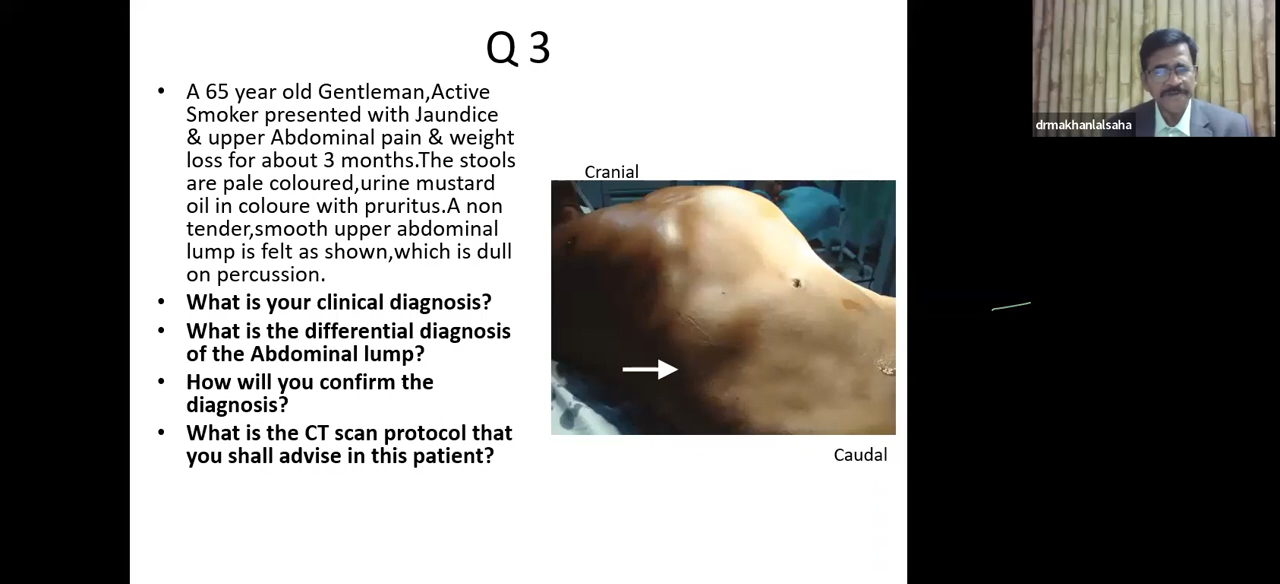 Q 3
• A 65 year old Gentleman,Active
Smoker presented with Jaundice
& upper Abdominal pain & weight
loss for about 3 months.The stools
are pale coloured,urine mustard
oil in coloure with pruritus.A non
tender,smooth upper abdominal
lump is felt as shown,which is dull
on percussion.
• What is your clinical diagnosis?
• What is the differential diagnosis
of the Abdominal lump?
• How will you confirm the
diagnosis?
• What is the CT scan protocol that
you shall advise in this patient?
Cranial
Caudal
drmakhanlalsaha